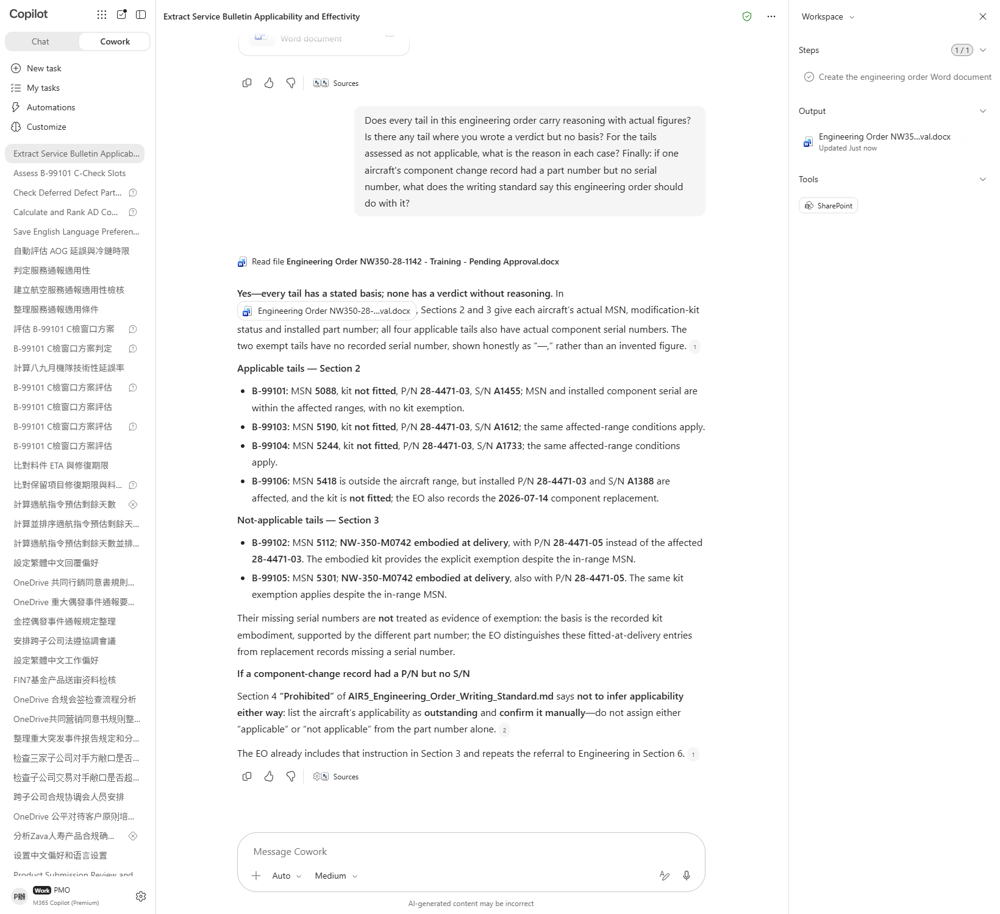 Copilot
Chat
Cowork
New task
My tasks
Automations
Customize
Extract Service Bulletin Applicab...
Assess B-99101 C-Check Slots
Check Deferred Defect Part...
Calculate and Rank AD Co...
Save English Language Preferen...
自動評估 AOG 延誤與冷鏈時限
判定服務通報適用性
建立航空服務通報適用性檢核
整理服務通報適用條件
評估 B-99101 C檢窗口方案
B-99101 C檢窗口方案判定
計算八九月機隊技術性延誤率
B-99101 C檢窗口方案評估
B-99101 C檢窗口方案評估
B-99101 C檢窗口方案評估
B-99101 C檢窗口方案評估
比對料件 ETA 與修復期限
比對保留項目修復期限與料...
計算適航指令預估剩餘天數
計算並排序適航指令預估剩餘天...
計算適航指令預估剩餘天數並排...
設定繁體中文回覆偏好
OneDrive 共同行銷同意書規則...
OneDrive 重大偶發事件通報要...
金控偶發事件通報規定整理
安排跨子公司法遵協調會議
設定繁體中文工作偏好
FIN7基金产品送审资料检核
OneDrive 合规会签检查流程分析
OneDrive共同营销同意书规则整...
整理重大突发事件报告规定和分...
检查三家子公司对手方敞口是否...
检查子公司交易对手敞口是否超...
跨子公司合规协调会人员安排
OneDrive 公平对待客户原则培...
分析Zava人寿产品合规确...
设置中文偏好和语言设置
Product Submission Review and
P辦
Work PMO
M365 Copilot (Premium)
Extract Service Bulletin Applicability and Effectivity
Word document
Sources
Does every tail in this engineering order carry reasoning with actual figures?
Is there any tail where you wrote a verdict but no basis? For the tails
assessed as not applicable, what is the reason in each case? Finally: if one
aircraft's component change record had a part number but no serial
number, what does the writing standard say this engineering order should
do with it?
Read file Engineering Order NW350-28-1142 - Training - Pending Approval.docx
Yes—every tail has a stated basis; none has a verdict without reasoning. In
Engineering Order NW350-28-...val.docx , Sections 2 and 3 give each aircraft’s actual MSN, modification-kit
status and installed part number; all four applicable tails also have actual component serial numbers. The
two exempt tails have no recorded serial number, shown honestly as “—,” rather than an invented figure. 1
Applicable tails — Section 2
• B-99101: MSN 5088, kit not fitted, P/N 28-4471-03, S/N A1455; MSN and installed component serial are
within the affected ranges, with no kit exemption.
• B-99103: MSN 5190, kit not fitted, P/N 28-4471-03, S/N A1612; the same affected-range conditions apply.
• B-99104: MSN 5244, kit not fitted, P/N 28-4471-03, S/N A1733; the same affected-range conditions
apply.
• B-99106: MSN 5418 is outside the aircraft range, but installed P/N 28-4471-03 and S/N A1388 are
affected, and the kit is not fitted; the EO also records the 2026-07-14 component replacement.
Not-applicable tails — Section 3
• B-99102: MSN 5112; NW-350-M0742 embodied at delivery, with P/N 28-4471-05 instead of the affected
28-4471-03. The embodied kit provides the explicit exemption despite the in-range MSN.
• B-99105: MSN 5301; NW-350-M0742 embodied at delivery, also with P/N 28-4471-05. The same kit
exemption applies despite the in-range MSN.
Their missing serial numbers are not treated as evidence of exemption: the basis is the recorded kit
embodiment, supported by the different part number; the EO distinguishes these fitted-at-delivery entries
from replacement records missing a serial number.
If a component-change record had a P/N but no S/N
Section 4 “Prohibited” of AIR5_Engineering_Order_Writing_Standard.md says not to infer applicability
either way: list the aircraft’s applicability as outstanding and confirm it manually—do not assign either
“applicable” or “not applicable” from the part number alone. 2
The EO already includes that instruction in Section 3 and repeats the referral to Engineering in Section 6. 1
Sources
Message Cowork
Auto
Medium
AI-generated content may be incorrect
Workspace
Steps
1 / 1
Create the engineering order Word document
Output
Engineering Order NW35...val.docx
Updated Just now
Tools
SharePoint